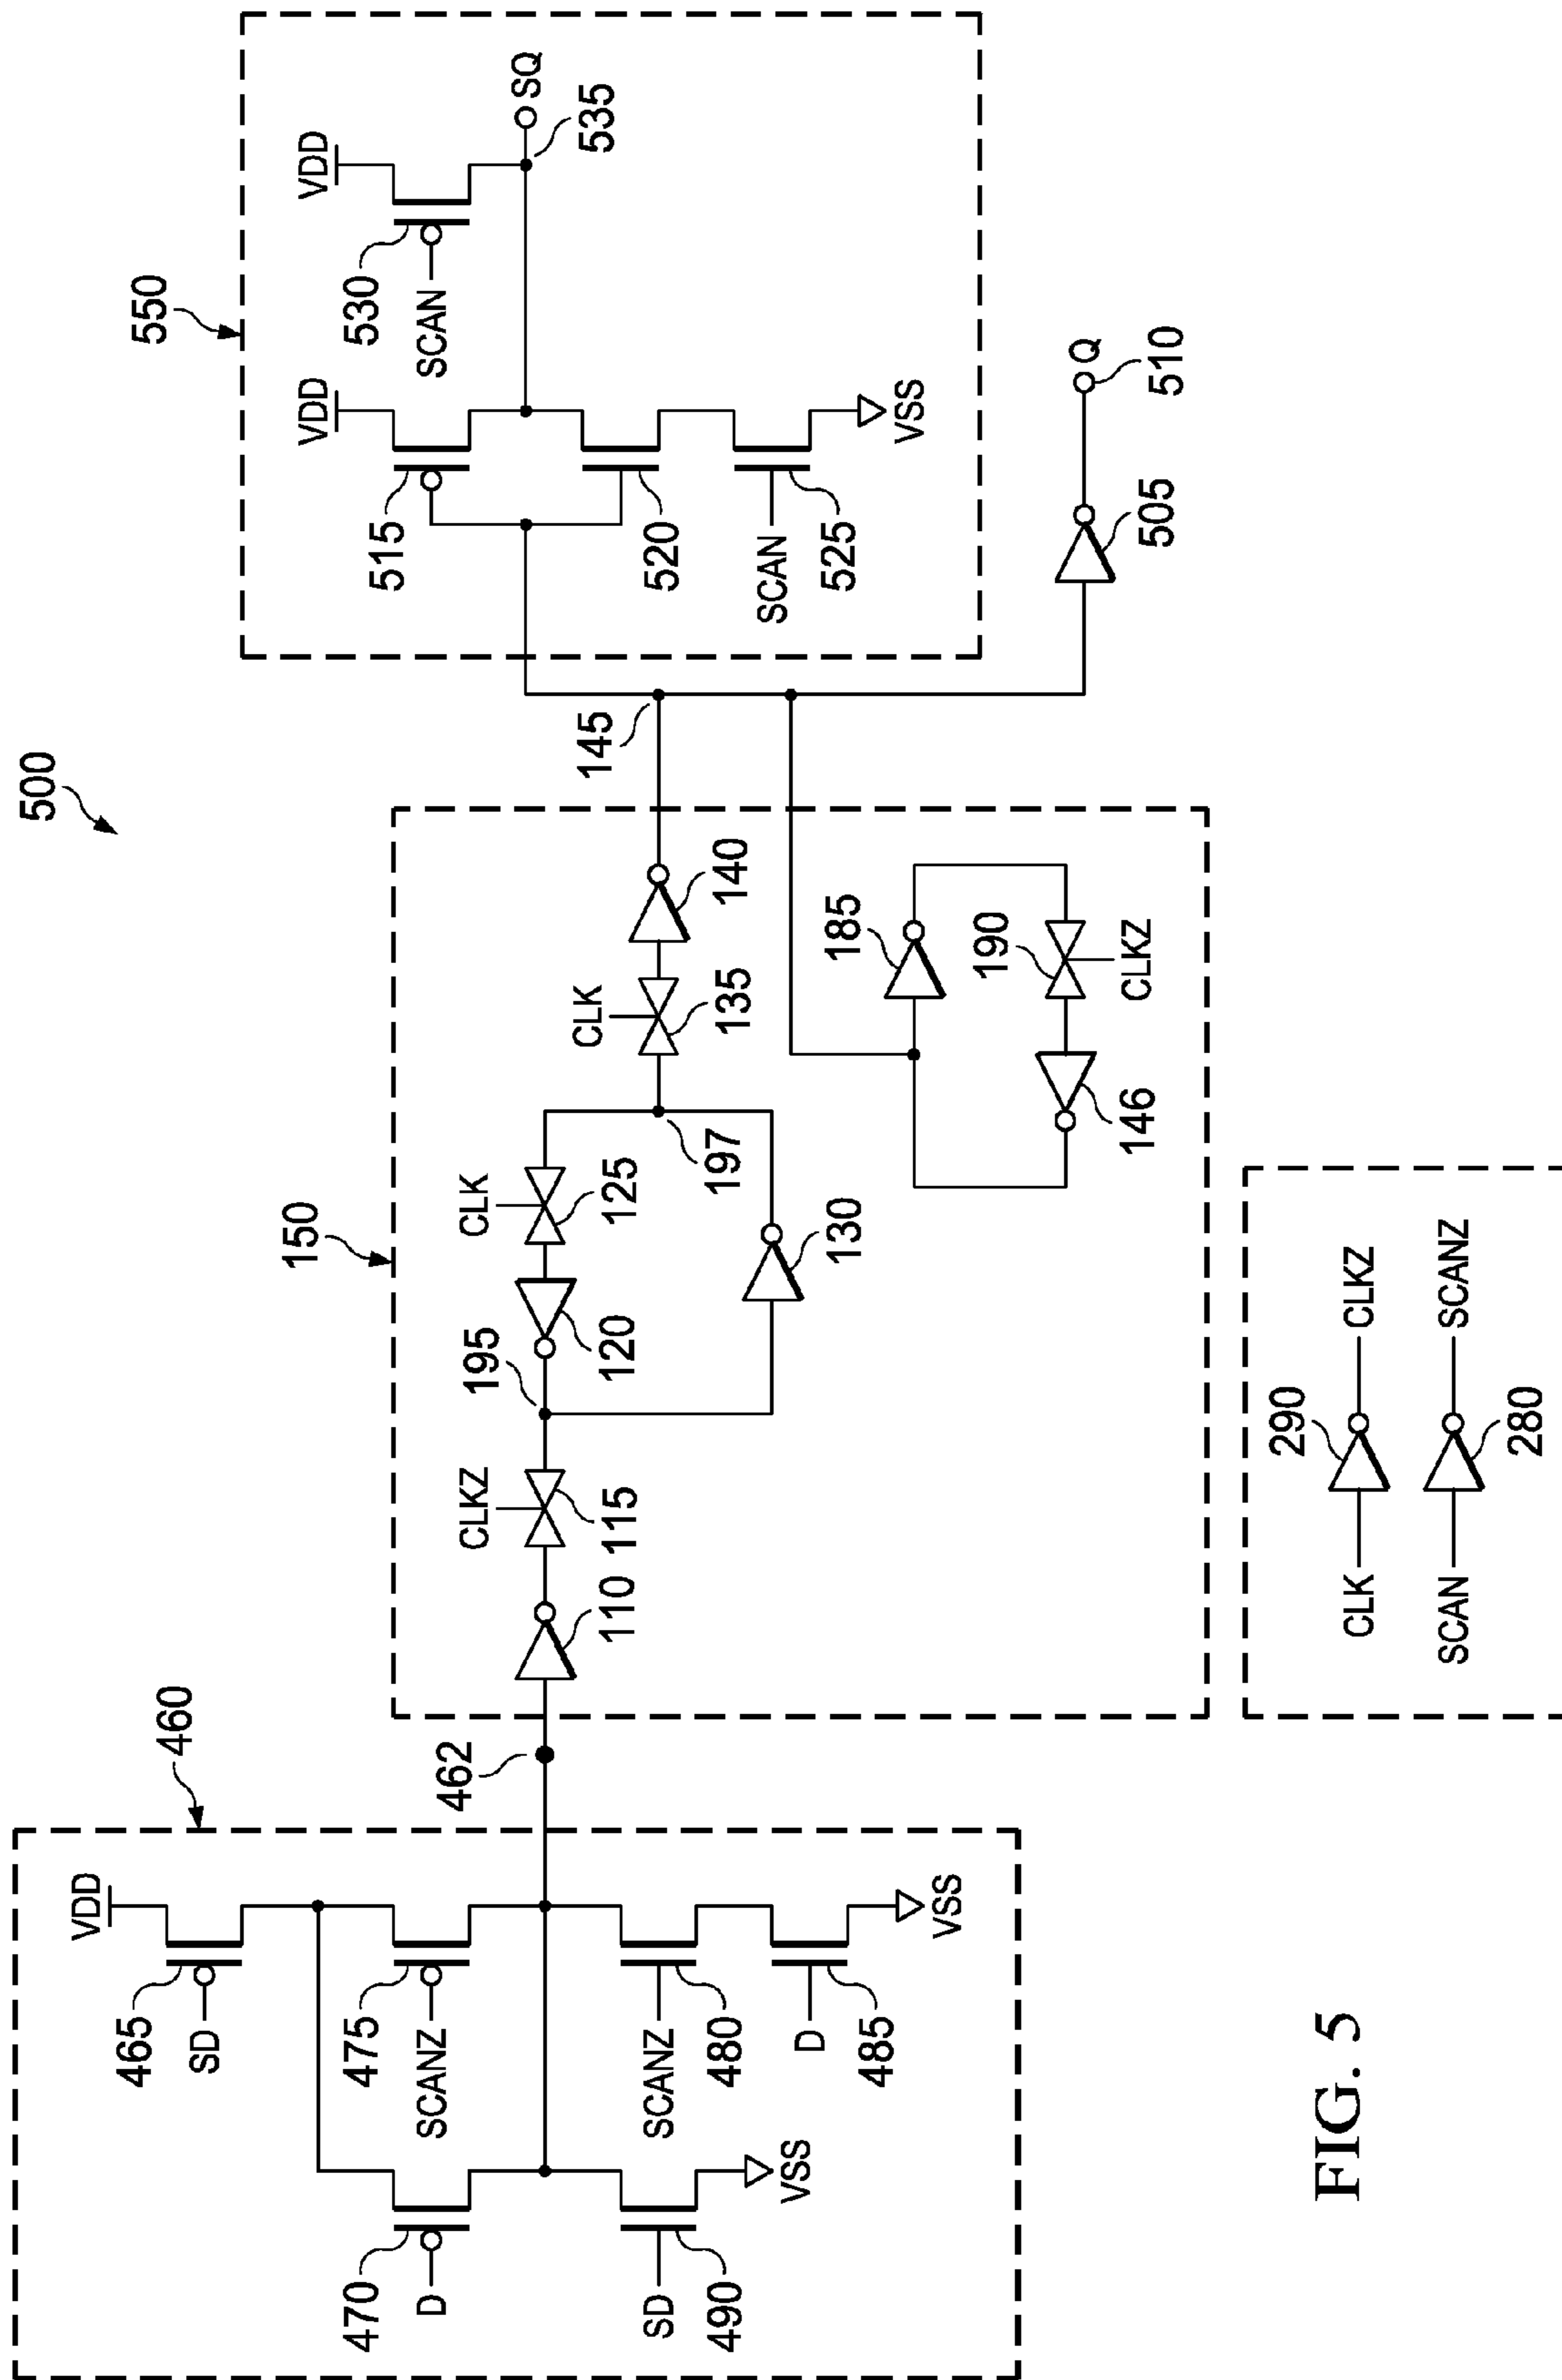 500
460
VDD
465
SD
470
D
475
SCANZ
SD
490
VSS
SCANZ
480
D
485
VSS
462
150
110
CLKZ
115
195
120
CLK
125
197
130
CLK
135
140
145
185
190
CLKZ
146
550
VDD
515
520
SCAN
525
VSS
VDD
530
SCAN
SQ
535
505
Q
510
290
CLK
CLKZ
SCAN
SCANZ
280
FIG. 5